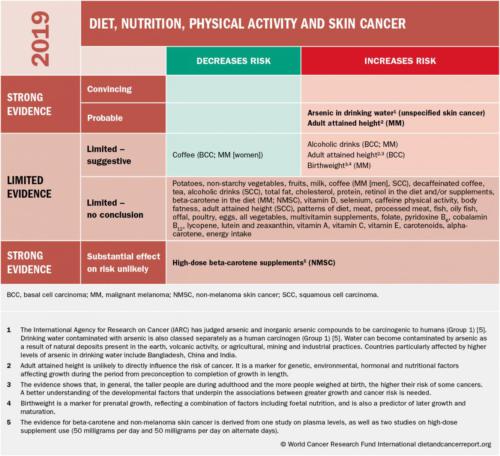 2019
DIET, NUTRITION, PHYSICAL ACTIVITY AND SKIN CANCER
DECREASES RISK
INCREASES RISK
STRONG
EVIDENCE
Convincing
Probable
Arsenic in drinking water¹ (unspecified skin cancer)
Adult attained height² (MM)
LIMITED
EVIDENCE
Limited –
suggestive
Coffee (BCC; MM [women])
Alcoholic drinks (BCC; MM)
Adult attained height²,³ (BCC)
Birthweight³,⁴ (MM)
Limited –
no conclusion
Potatoes, non-starchy vegetables, fruits, milk, coffee (MM [men], SCC), decaffeinated coffee,
tea, alcoholic drinks (SCC), total fat, cholesterol, protein, retinol in the diet and/or supplements,
beta-carotene in the diet (MM; NMSC), vitamin D, selenium, caffeine physical activity, body
fatness, adult attained height (SCC), patterns of diet, meat, processed meat, fish, oily fish,
offal, poultry, eggs, all vegetables, multivitamin supplements, folate, pyridoxine B₆, cobalamin
B₁₂, lycopene, lutein and zeaxanthin, vitamin A, vitamin C, vitamin E, carotenoids, alpha-
carotene, energy intake
STRONG
EVIDENCE
Substantial effect
on risk unlikely
High-dose beta-carotene supplements⁵ (NMSC)
BCC, basal cell carcinoma; MM, malignant melanoma; NMSC, non-melanoma skin cancer; SCC, squamous cell carcinoma.
1 The International Agency for Research on Cancer (IARC) has judged arsenic and inorganic arsenic compounds to be carcinogenic to humans (Group 1) [5].
Drinking water contaminated with arsenic is also classed separately as a human carcinogen (Group 1) [5]. Water can become contaminated by arsenic as
a result of natural deposits present in the earth, volcanic activity, or agricultural, mining and industrial practices. Countries particularly affected by higher
levels of arsenic in drinking water include Bangladesh, China and India.
2 Adult attained height is unlikely to directly influence the risk of cancer. It is a marker for genetic, environmental, hormonal and nutritional factors
affecting growth during the period from preconception to completion of growth in length.
3 The evidence shows that, in general, the taller people are during adulthood and the more people weighed at birth, the higher their risk of some cancers.
A better understanding of the developmental factors that underpin the associations between greater growth and cancer risk is needed.
4 Birthweight is a marker for prenatal growth, reflecting a combination of factors including foetal nutrition, and is also a predictor of later growth and
maturation.
5 The evidence for beta-carotene and non-melanoma skin cancer is derived from one study on plasma levels, as well as two studies on high-dose
supplement use (50 milligrams per day and 50 milligrams per day on alternate days).
© World Cancer Research Fund International dietandcancerreport.org